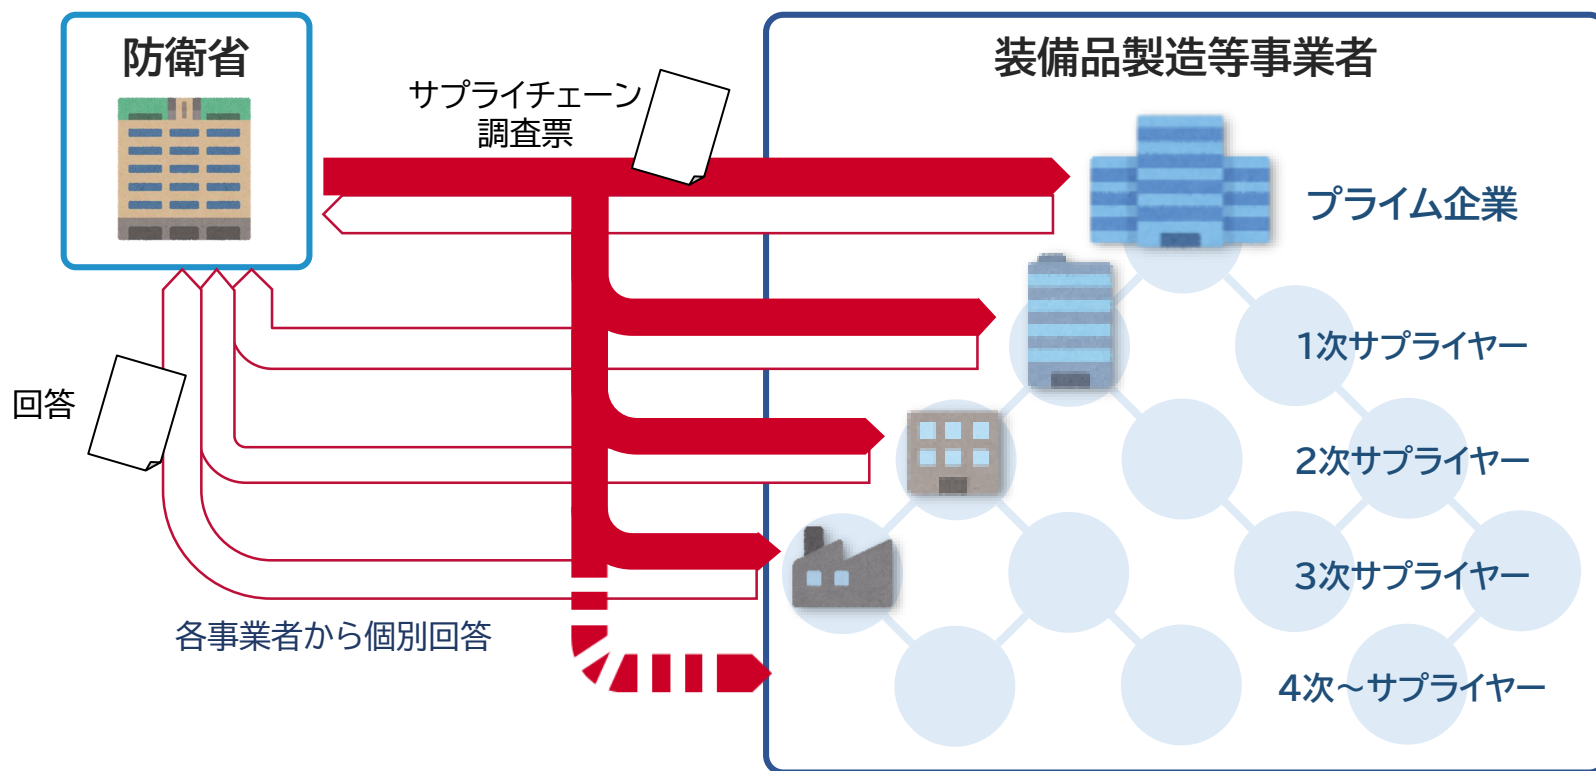 防衛省
装備品製造等事業者
サプライチェーン
調査票
プライム企業
1次サプライヤー
回答
2次サプライヤー
3次サプライヤー
各事業者から個別回答
4次~サプライヤー